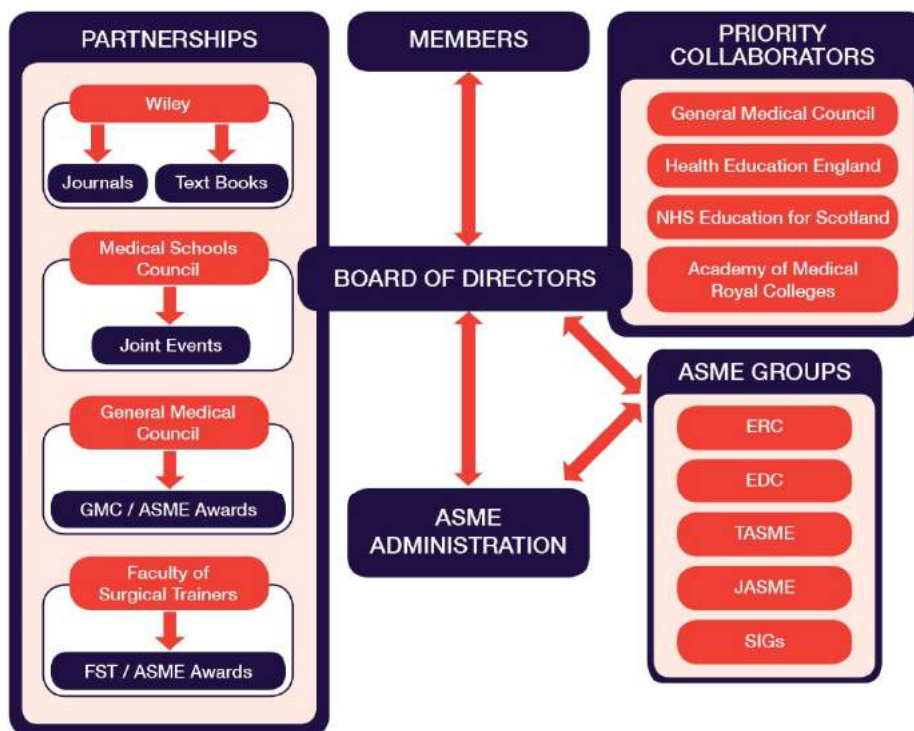 PARTNERSHIPS
Wiley
Journals
Text Books
Medical Schools
Council
Joint Events
General Medical
Council
GMC / ASME Awards
Faculty of
Surgical Trainers
FST / ASME Awards
MEMBERS
BOARD OF DIRECTORS
ASME
ADMINISTRATION
PRIORITY
COLLABORATORS
General Medical Council
Health Education England
NHS Education for Scotland
Academy of Medical
Royal Colleges
ASME GROUPS
ERC
EDC
TASME
JASME
SIGs